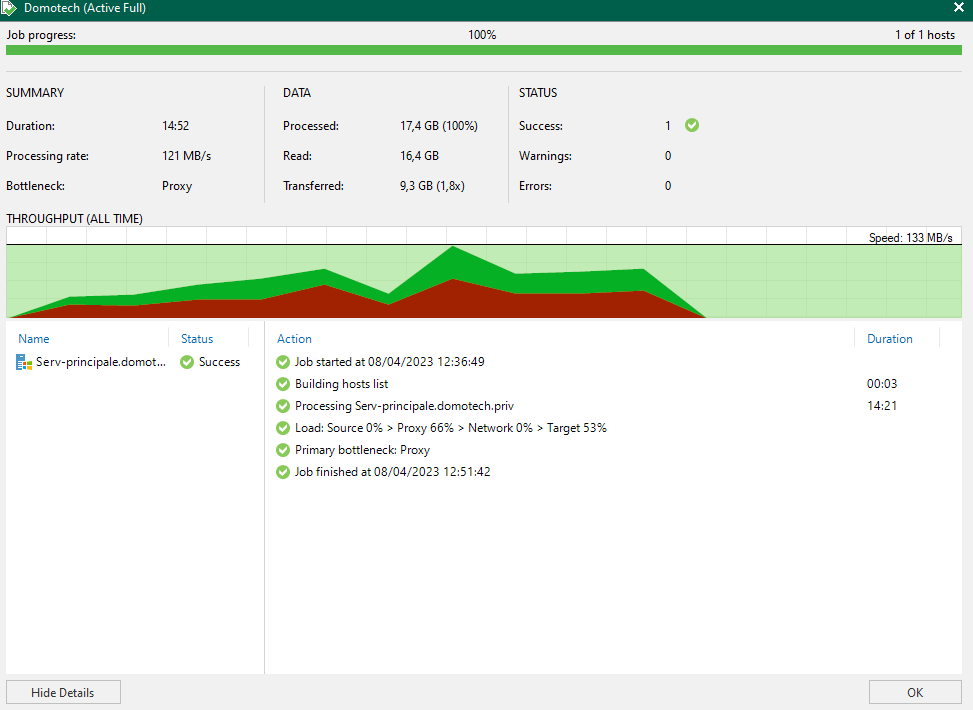 Domotech (Active Full)
Job progress: 100% 1 of 1 hosts
SUMMARY
Duration: 14:52
Processing rate: 121 MB/s
Bottleneck: Proxy
DATA
Processed: 17,4 GB (100%)
Read: 16,4 GB
Transferred: 9,3 GB (1,8x)
STATUS
Success: 1
Warnings: 0
Errors: 0
THROUGHPUT (ALL TIME)
Speed: 133 MB/s
Name Status
Serv-principale.domot... Success
Action Duration
Job started at 08/04/2023 12:36:49
Building hosts list 00:03
Processing Serv-principale.domotech.priv 14:21
Load: Source 0% > Proxy 66% > Network 0% > Target 53%
Primary bottleneck: Proxy
Job finished at 08/04/2023 12:51:42
Hide Details OK